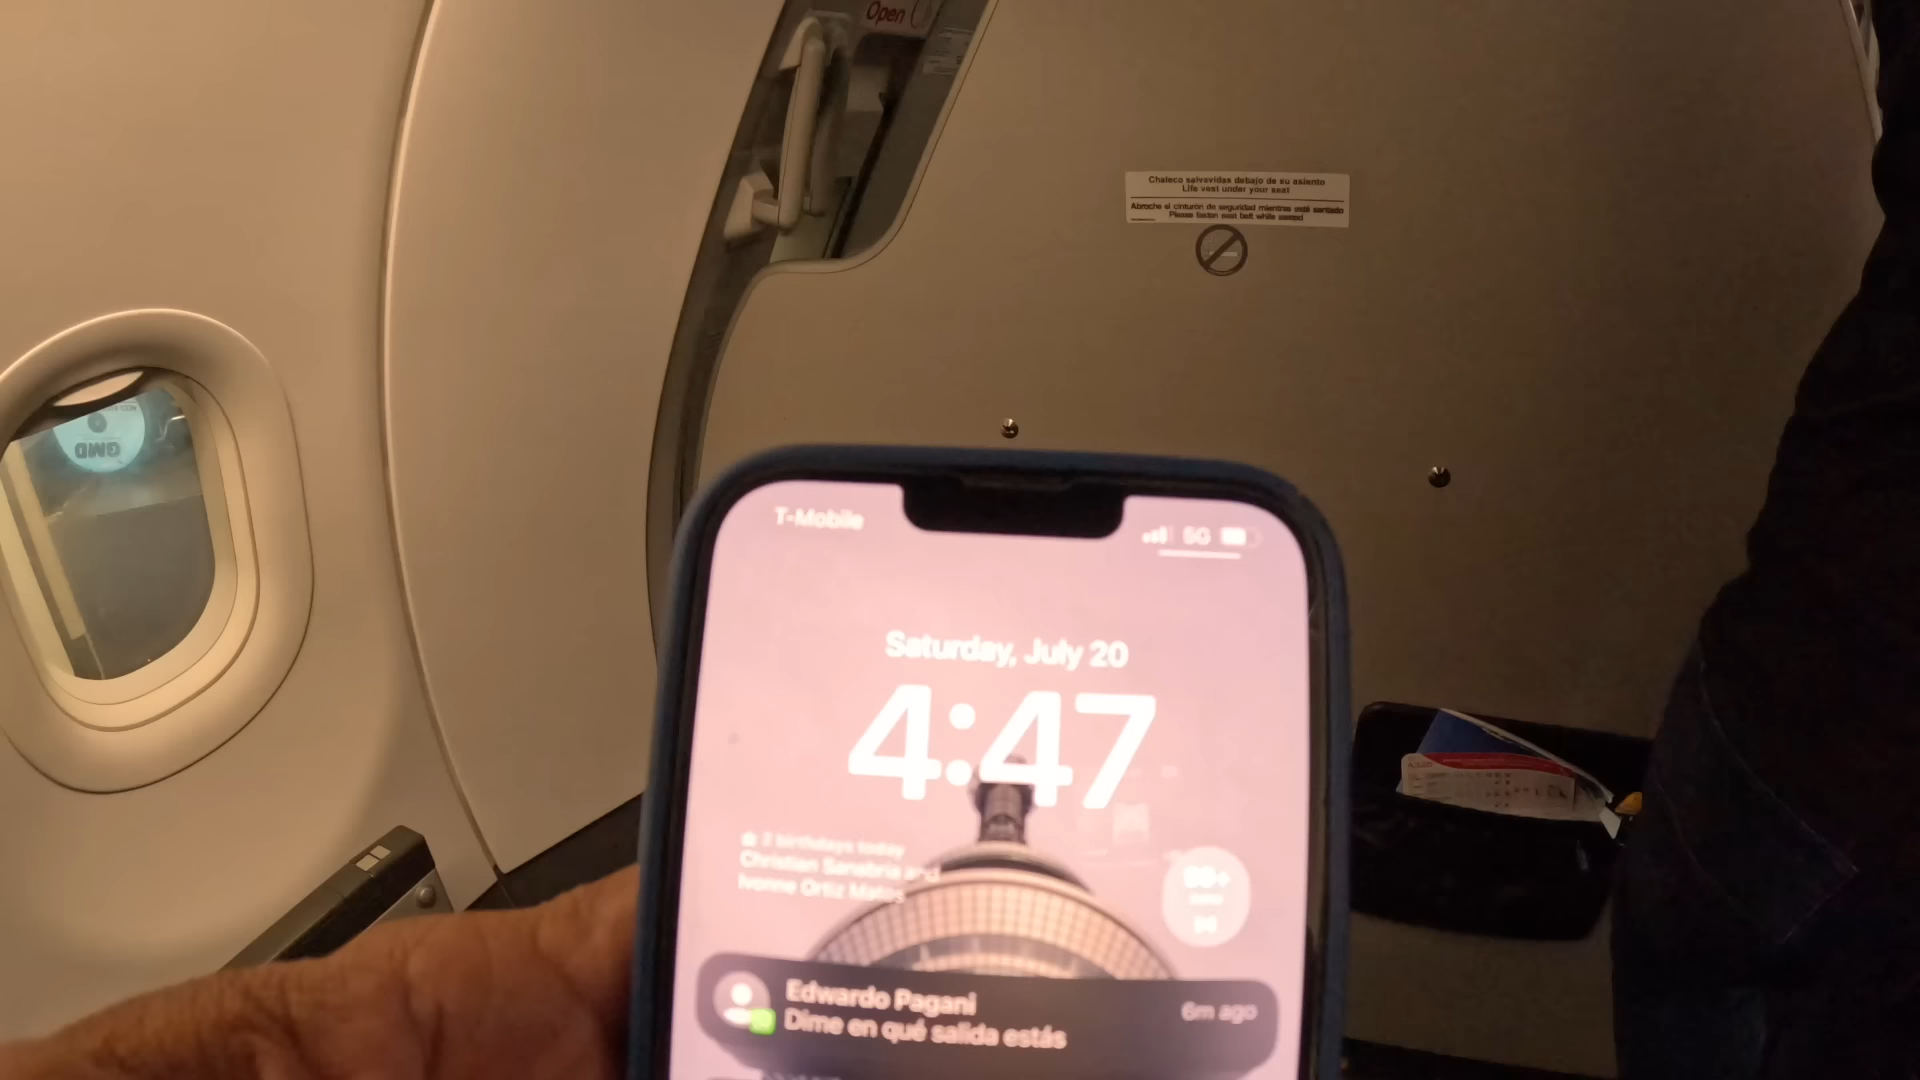 Open
Chaleco salvavidas debajo de su asiento
Life vest under your seat
Abroche el cinturón de seguridad mientras esté sentado
Please fasten seat belt while seated
GMD
T-Mobile
5G
Saturday, July 20
4:47
2 birthdays today
Christian Sanabria and
Ivonne Ortiz Matos
99+
Edwardo Pagani
6m ago
Dime en qué salida estás